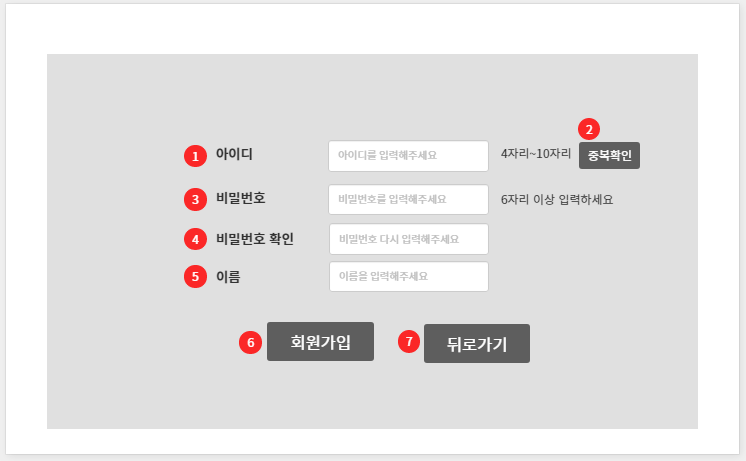 2
1 아이디 아이디를 입력해주세요 4자리~10자리 중복확인
3 비밀번호 비밀번호를 입력해주세요 6자리 이상 입력하세요
4 비밀번호 확인 비밀번호 다시 입력해주세요
5 이름 이름을 입력해주세요
6 회원가입 7 뒤로가기